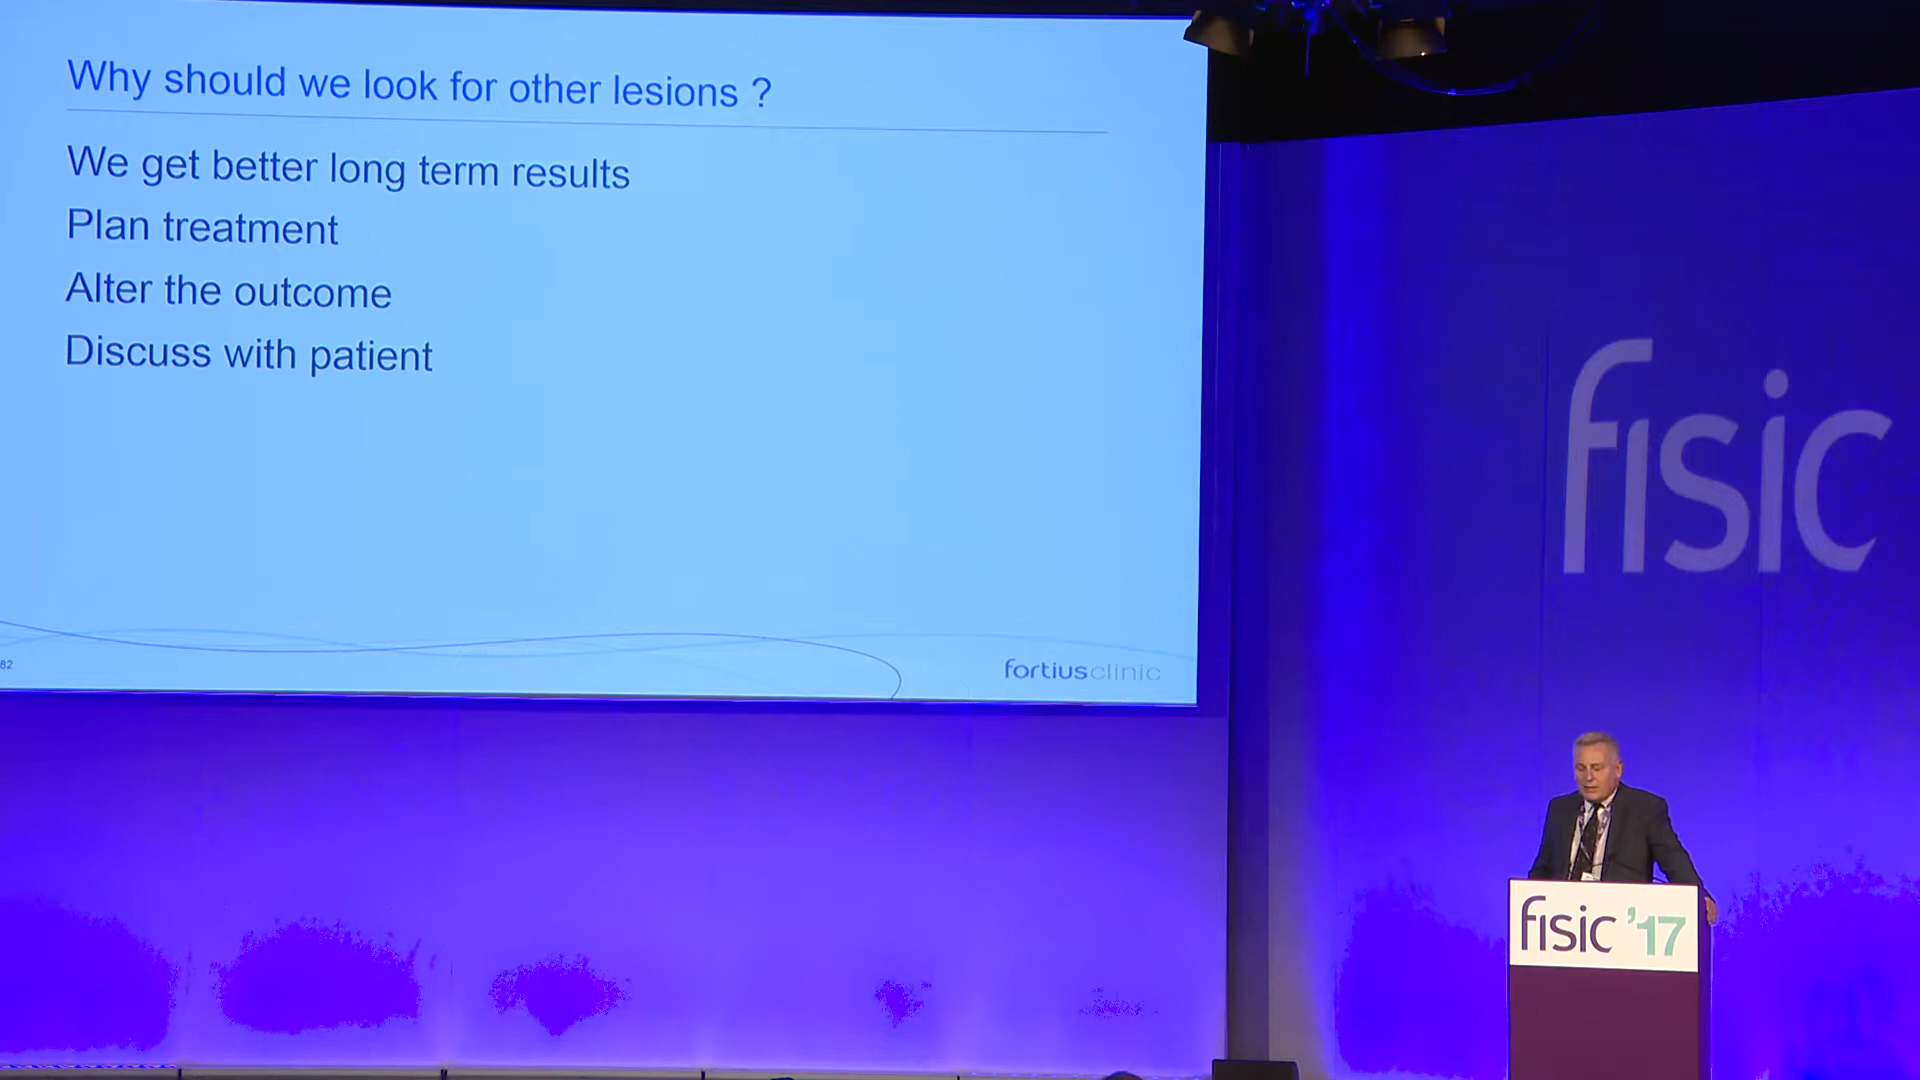 Why should we look for other lesions ?
We get better long term results
Plan treatment
Alter the outcome
Discuss with patient
82
fortiusclinic
fisic
fisic '17